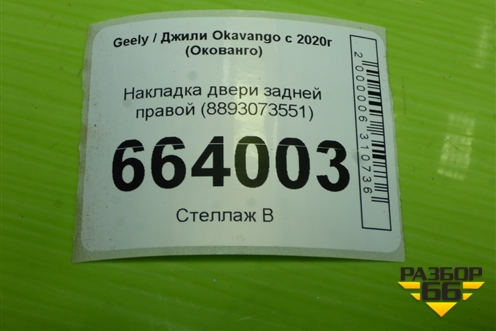 Geely / Джили Okavango с 2020г
(Окованго)
Накладка двери задней
правой (8893073551)
664003
Стеллаж В
2000006310736
РАЗБОР
66